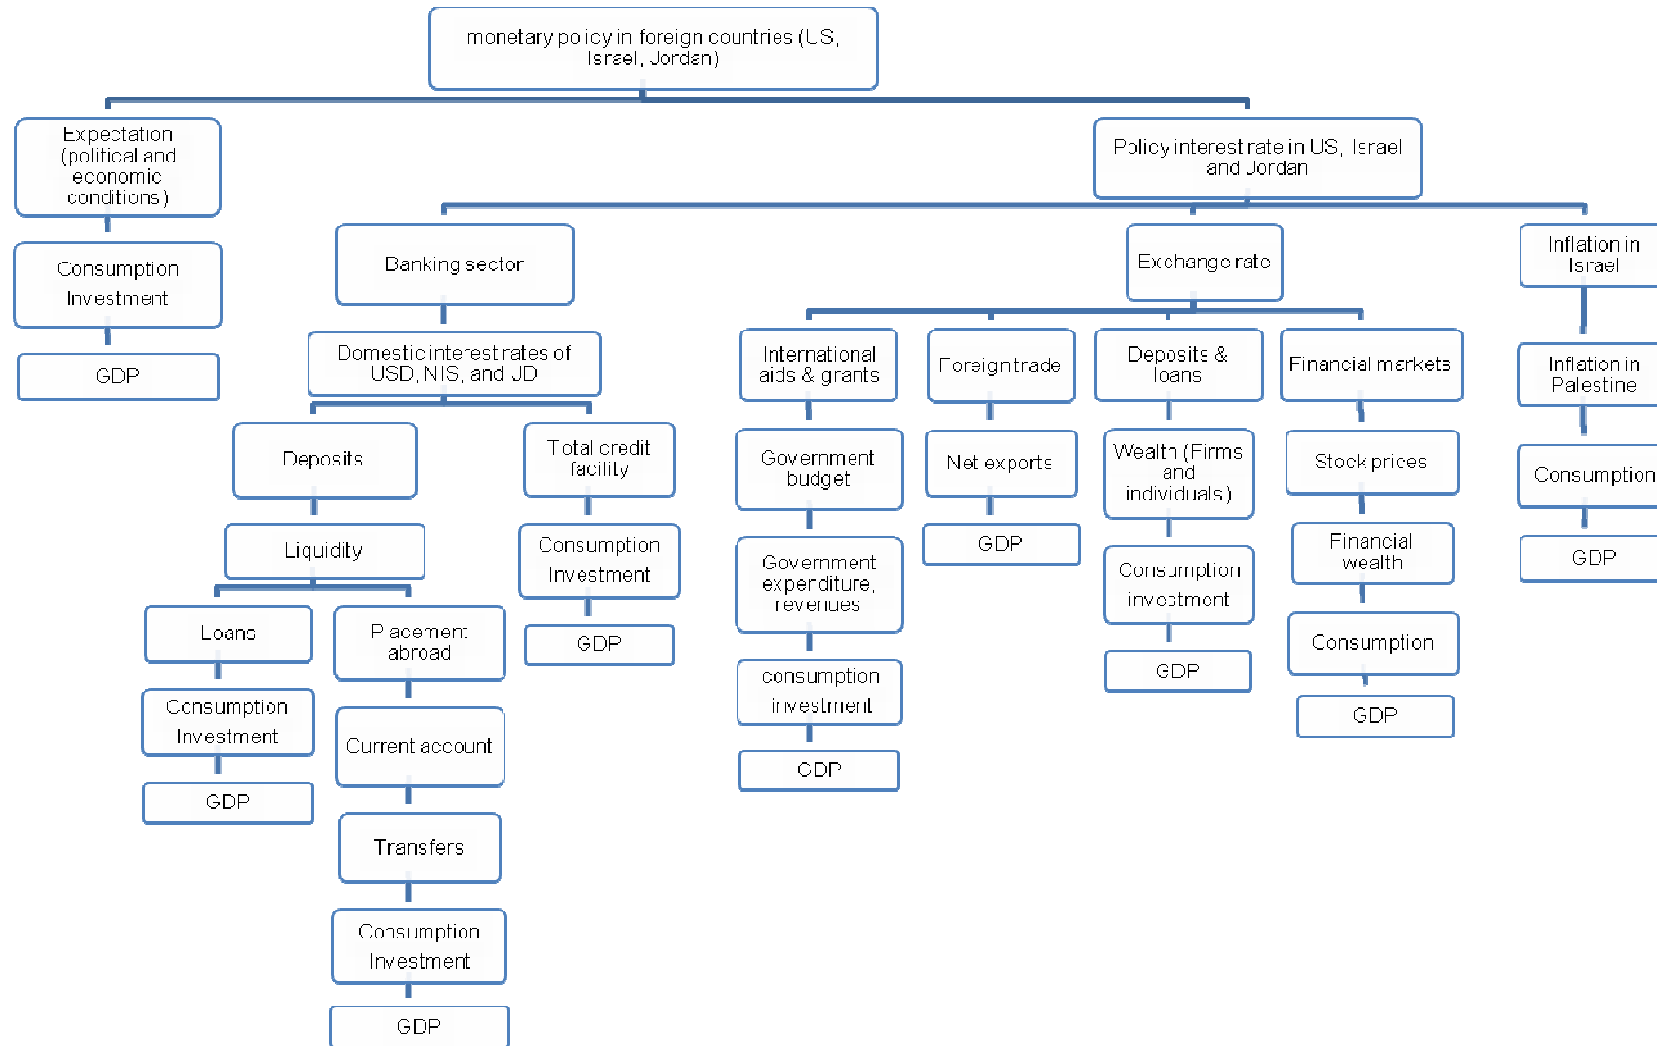 monetary policy in foreign countries (US,
Israel, Jordan)
Expectation
(political and
economic
conditions)
Consumption
Investment
GDP
Policy interest rate in US, Israel
and Jordan
Banking sector
Domestic interest rates of
USD, NIS, and JD
Deposits
Liquidity
Loans
Consumption
Investment
GDP
Placement
abroad
Current account
Transfers
Consumption
Investment
GDP
Total credit
facility
Consumption
Investment
GDP
Exchange rate
International
aids & grants
Government
budget
Government
expenditure,
revenues
consumption
investment
GDP
Foreign trade
Net exports
GDP
Deposits &
loans
Wealth (Firms
and
individuals)
Consumption
investment
GDP
Financial markets
Stock prices
Financial
wealth
Consumption
GDP
Inflation in
Israel
Inflation in
Palestine
Consumption
GDP